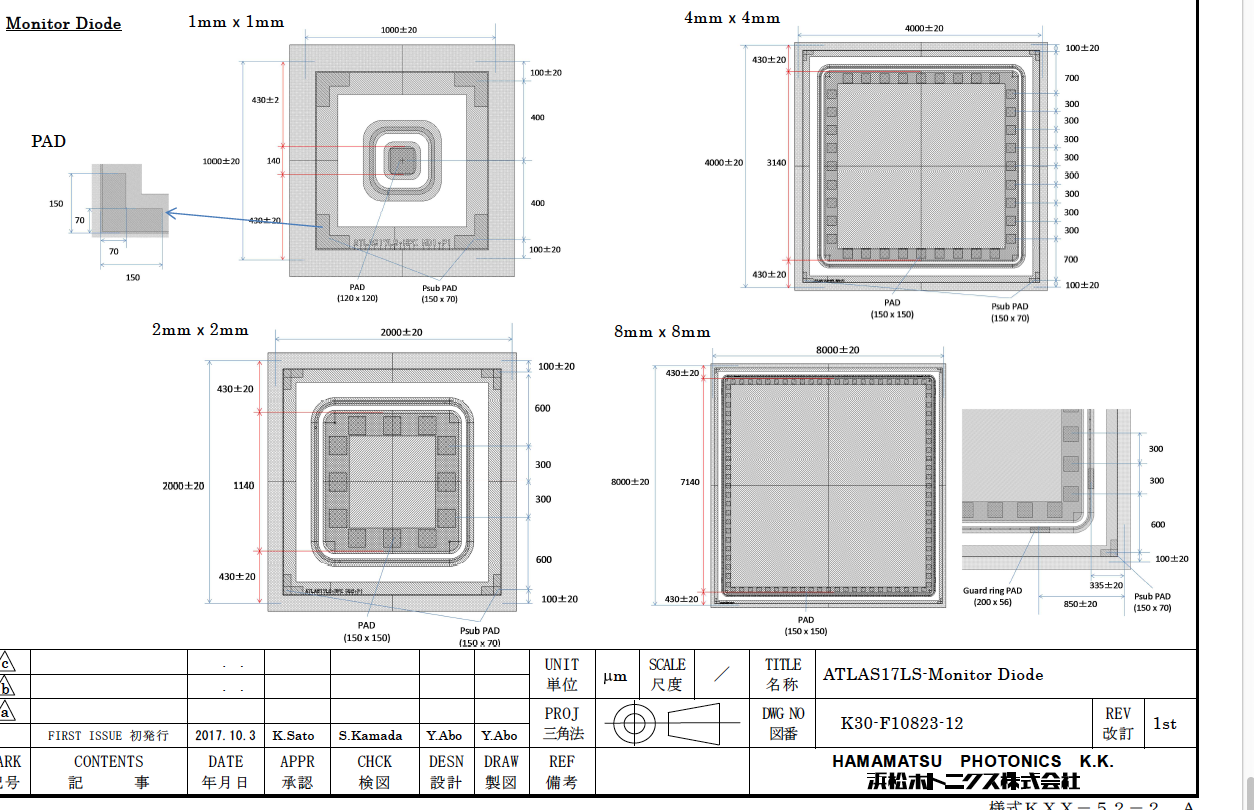 Monitor Diode
1mm x 1mm
1000±20
100±20
430±2
400
1000±20
140
400
430±20
100±20
PAD
(120 x 120)
Psub PAD
(150 x 70)
PAD
150
70
70
150
4mm x 4mm
4000±20
100±20
430±20
700
300
300
300
300
300
300
300
300
4000±20
3140
700
430±20
100±20
PAD
(150 x 150)
Psub PAD
(150 x 70)
2mm x 2mm
2000±20
100±20
430±20
600
300
2000±20
1140
300
600
430±20
100±20
PAD
(150 x 150)
Psub PAD
(150 x 70)
8mm x 8mm
8000±20
430±20
8000±20
7140
430±20
PAD
(150 x 150)
300
300
600
100±20
335±20
850±20
Guard ring PAD
(200 x 56)
Psub PAD
(150 x 70)
c
b
a
. .
. .
FIRST ISSUE 初発行
2017.10.3
K.Sato
S.Kamada
Y.Abo
Y.Abo
ARK
号
CONTENTS
記 事
DATE
年月日
APPR
承認
CHCK
検図
DESN
設計
DRAW
製図
UNIT
単位
μm
SCALE
尺度
/
TITLE
名称
ATLAS17LS-Monitor Diode
PROJ
三角法
DWG NO
図番
K30-F10823-12
REV
改訂
1st
REF
備考
HAMAMATSU PHOTONICS K.K.
浜松ホトニクス株式会社
様式KXX-52-2 A